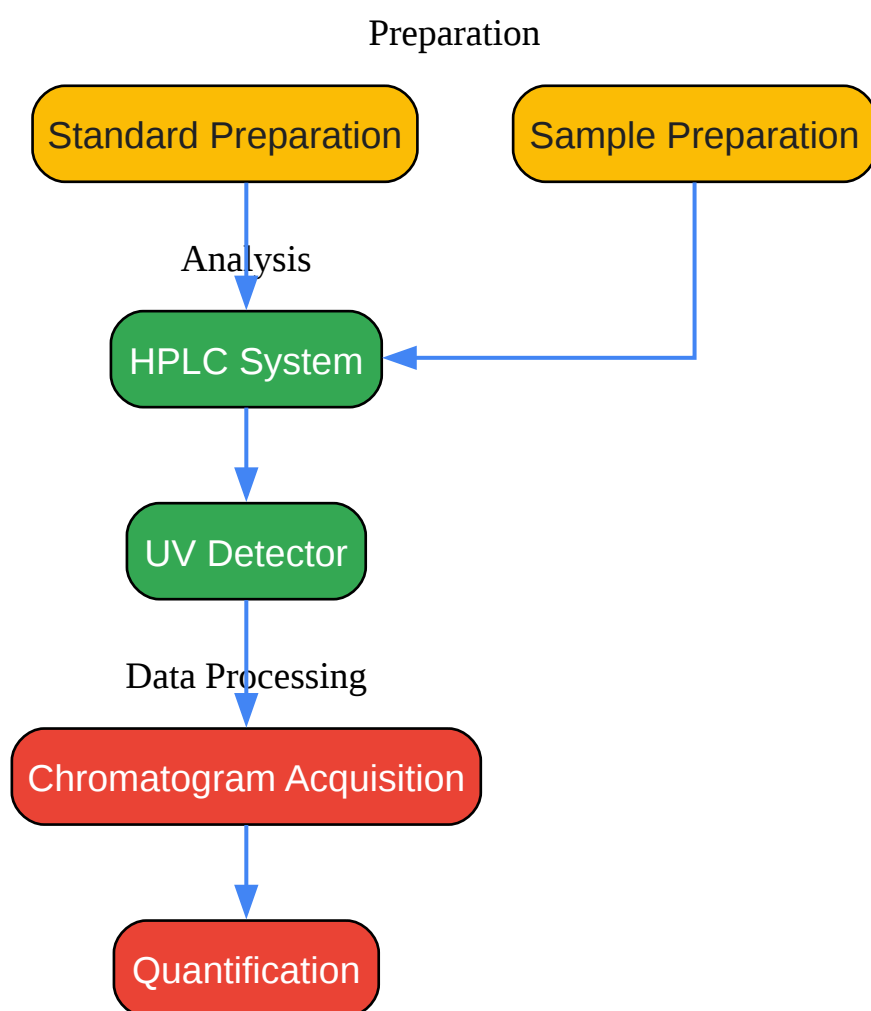 Preparation
Standard Preparation
Sample Preparation
Analysis
HPLC System
UV Detector
Data Processing
Chromatogram Acquisition
Quantification